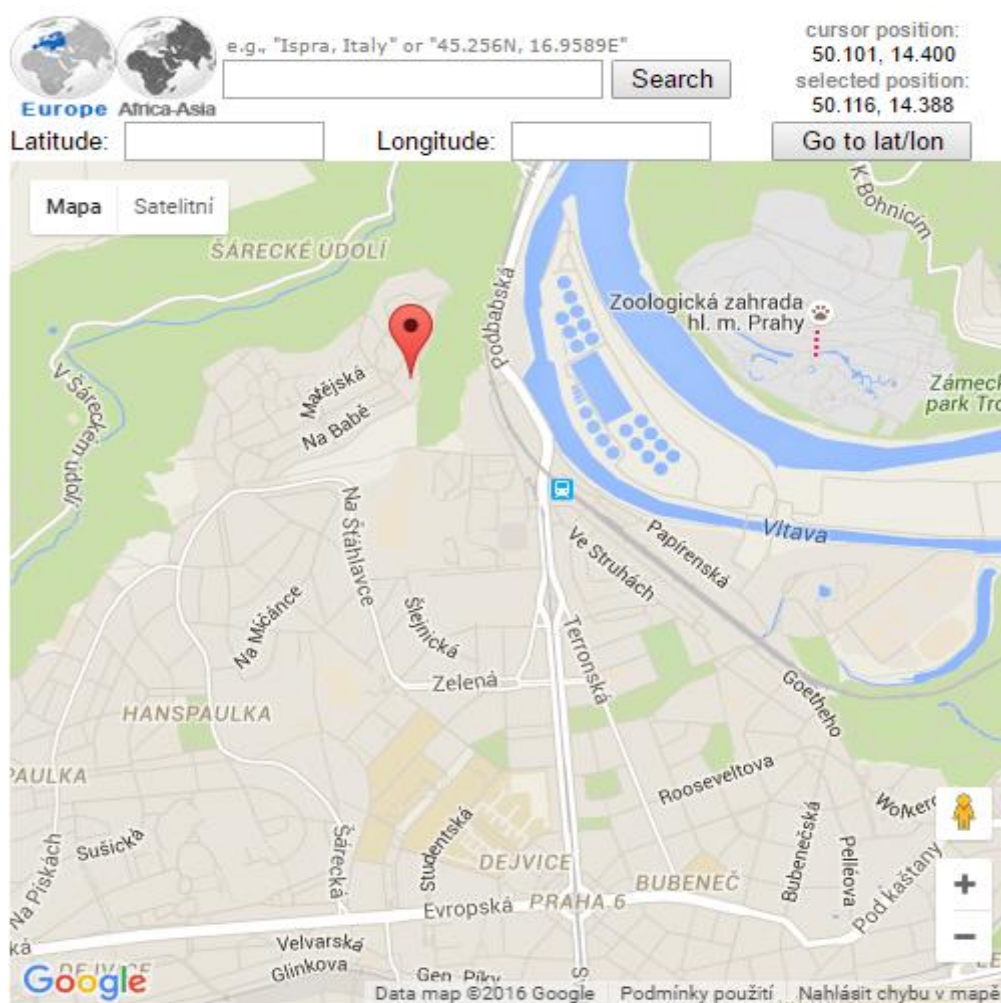 e.g., "Ispra, Italy" or "45.256N, 16.9589E"
cursor position:
50.101, 14.400
Search
selected position:
50.116, 14.388
Europe
Africa-Asia
Latitude:
Longitude:
Go to lat/lon
Mapa
Satelitní
K Bohnicím
ŠÁRECKÉ ÚDOLÍ
Podbabská
Zoologická zahrada
hl. m. Prahy
V Šáreckém údolí
Matějská
Na Babě
Zámeck
park Tro
Na Šťáhlavce
Vltava
Papírenská
Ve Struhách
Na Míčánce
Šlejnická
Terronská
Zelená
Goetheho
HANSPAULKA
PAULKA
Rooseveltova
Wolkero
Sušická
Studentská
Šárecká
Na Pískách
DEJVICE
BUBENEČ
Bubenečská
Pelléova
Pod kaštany
Evropská
PRAHA 6
ká
Velvarská
Glinkova
DEJVICE
Gen. Píky
S
Google
Data map ©2016 Google
Podmínky použití
Nahlásit chybu v mapě